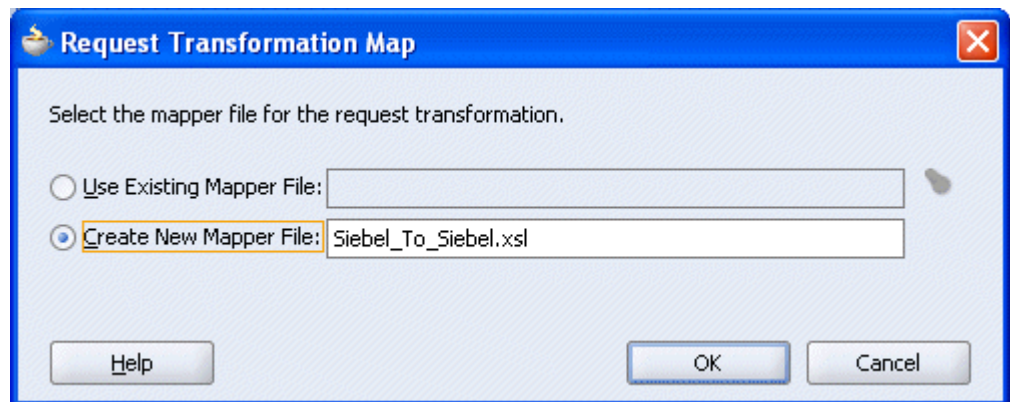 Request Transformation Map
Select the mapper file for the request transformation.
Use Existing Mapper File:
Create New Mapper File: Siebel_To_Siebel.xsl
Help OK Cancel